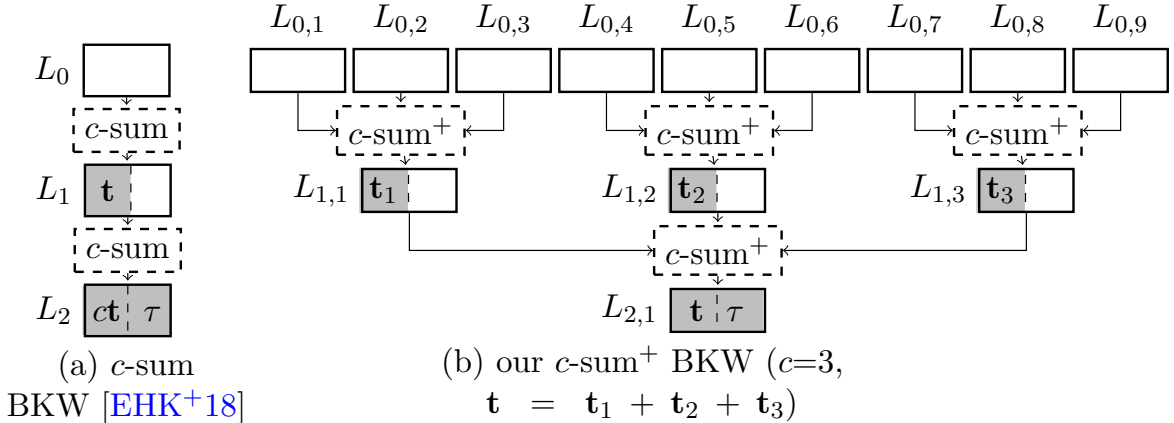 L0,1 L0,2 L0,3 L0,4 L0,5 L0,6 L0,7 L0,8 L0,9
L0
c-sum c-sum+ c-sum+ c-sum+
L1 t L1,1 t1 L1,2 t2 L1,3 t3
c-sum c-sum+
L2 ct τ L2,1 t τ
(a) c-sum
BKW [EHK+18]
(b) our c-sum+ BKW (c=3,
t = t1 + t2 + t3)